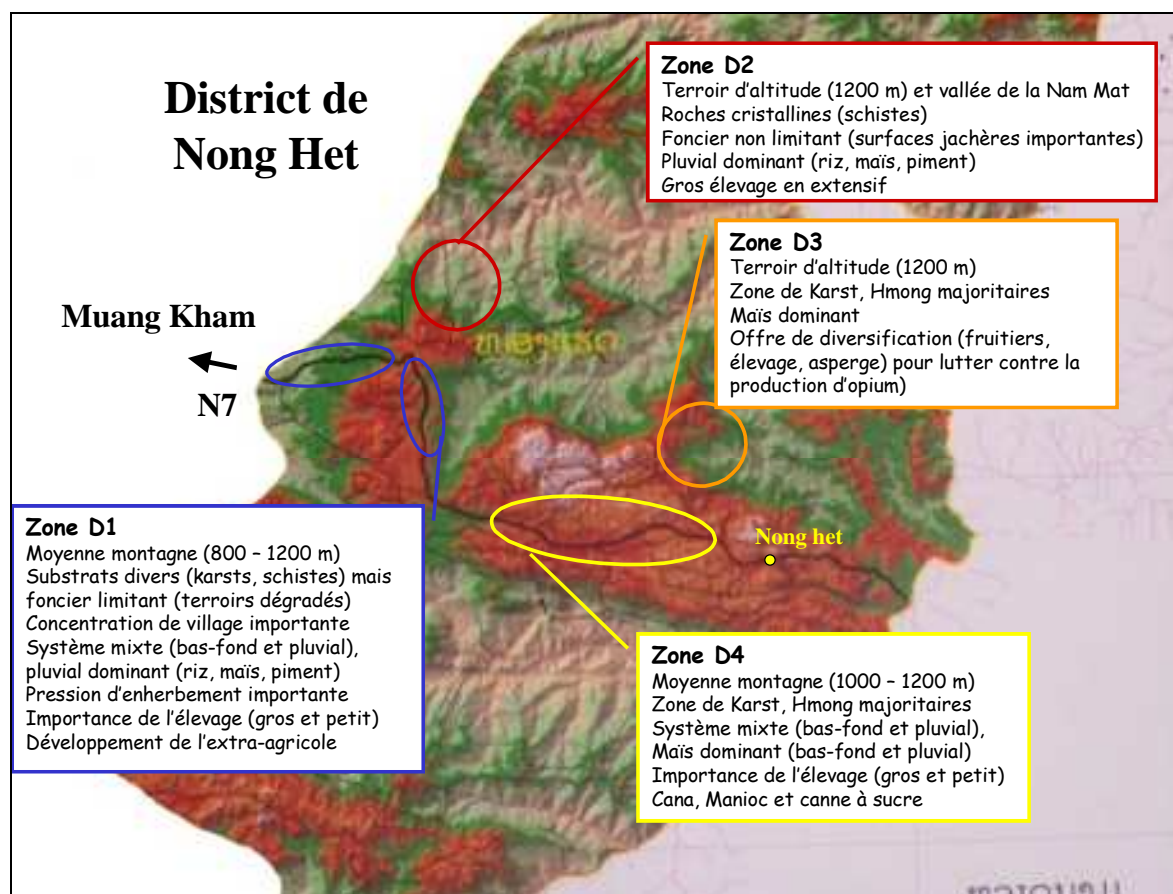 District de
Nong Het
Zone D2
Terroir d'altitude (1200 m) et vallée de la Nam Mat
Roches cristallines (schistes)
Foncier non limitant (surfaces jachères importantes)
Pluvial dominant (riz, maïs, piment)
Gros élevage en extensif
Zone D3
Terroir d'altitude (1200 m)
Zone de Karst, Hmong majoritaires
Maïs dominant
Offre de diversification (fruitiers,
élevage, asperge) pour lutter contre la
production d'opium)
Muang Kham
N7
Zone D1
Moyenne montagne (800 – 1200 m)
Substrats divers (karsts, schistes) mais
foncier limitant (terroirs dégradés)
Concentration de village importante
Système mixte (bas-fond et pluvial),
pluvial dominant (riz, maïs, piment)
Pression d'enherbement importante
Importance de l'élevage (gros et petit)
Développement de l'extra-agricole
Nong het
Zone D4
Moyenne montagne (1000 – 1200 m)
Zone de Karst, Hmong majoritaires
Système mixte (bas-fond et pluvial),
Maïs dominant (bas-fond et pluvial)
Importance de l'élevage (gros et petit)
Cana, Manioc et canne à sucre